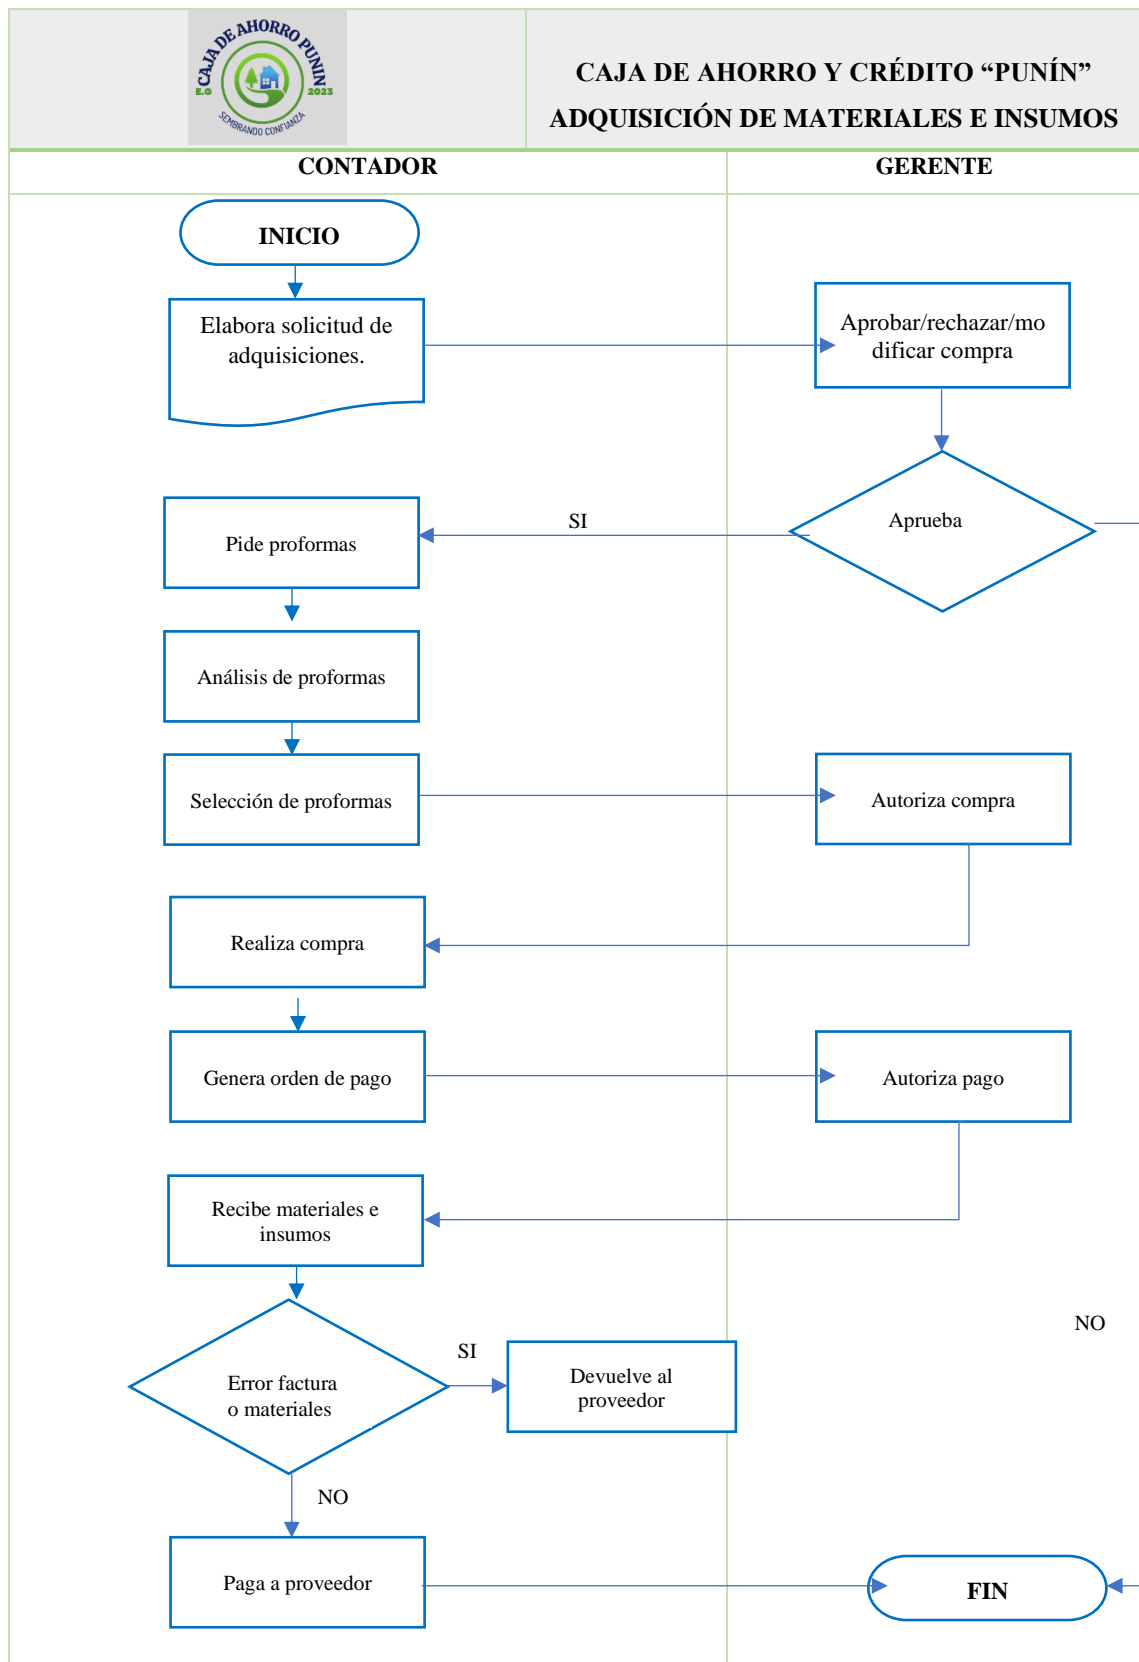 CAJA DE AHORRO PUNIN
E.G 2023
SEMBRANDO CONFIANZA
CAJA DE AHORRO Y CRÉDITO “PUNÍN”
ADQUISICIÓN DE MATERIALES E INSUMOS
CONTADOR
GERENTE
INICIO
Elabora solicitud de
adquisiciones.
Aprobar/rechazar/mo
dificar compra
Aprueba
SI
Pide proformas
Análisis de proformas
Selección de proformas
Autoriza compra
Realiza compra
Genera orden de pago
Autoriza pago
Recibe materiales e
insumos
NO
Error factura
o materiales
SI
Devuelve al
proveedor
NO
Paga a proveedor
FIN